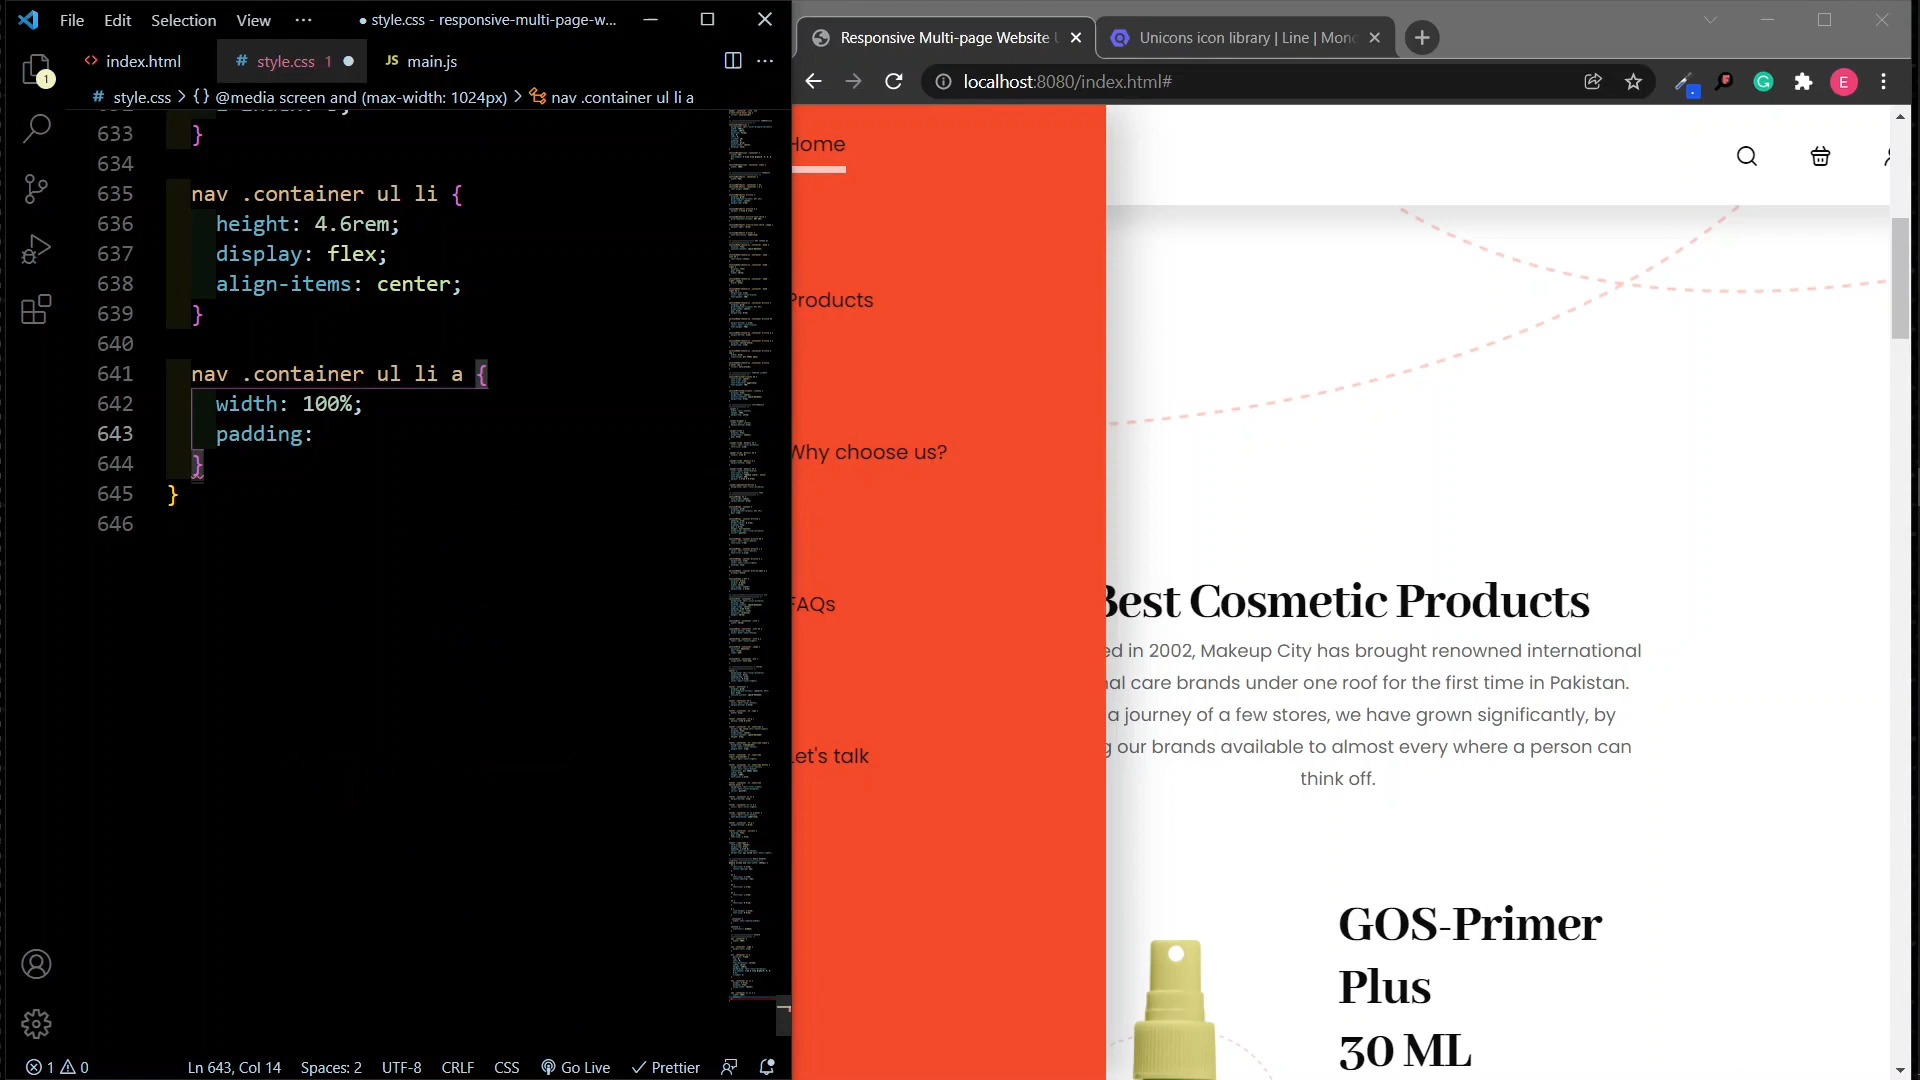 File Edit Selection View ··· ● style.css - responsive-multi-page-w...
index.html # style.css 1 ● JS main.js
# style.css > {} @media screen and (max-width: 1024px) > nav .container ul li a
633 }
634
635 nav .container ul li {
636 height: 4.6rem;
637 display: flex;
638 align-items: center;
639 }
640
641 nav .container ul li a {
642 width: 100%;
643 padding:
644 }
645 }
646
1
Ln 643, Col 14 Spaces: 2 UTF-8 CRLF CSS Go Live Prettier
1 0
Responsive Multi-page Website
Unicons icon library | Line | Mono
localhost:8080/index.html#
E
Home
Products
Why choose us?
FAQs
Let's talk
Best Cosmetic Products
ed in 2002, Makeup City has brought renowned international
al care brands under one roof for the first time in Pakistan.
a journey of a few stores, we have grown significantly, by
g our brands available to almost every where a person can
think off.
GOS-Primer
Plus
30 ML